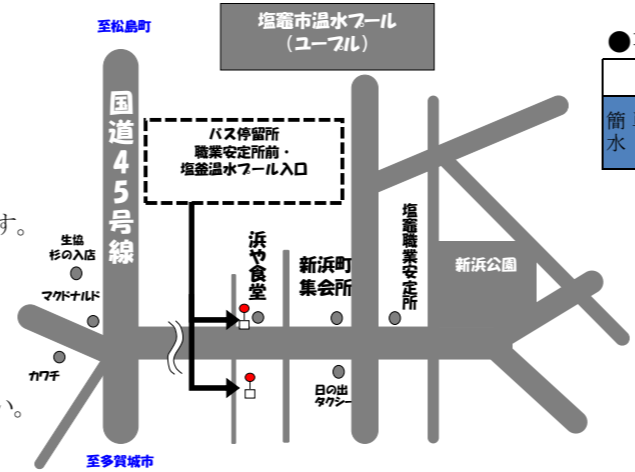 至松島町
塩竈市温水プール
(ユープル)
国道45号線
バス停留所
職業安定所前・
塩釜温水プール入口
す。
生協
杉の入店
マクドナルド
カワチ
浜や食堂
新浜町
集会所
塩竈職業安定所
新浜公園
日の出
タクシー
い。
至多賀城市
●
簡
水